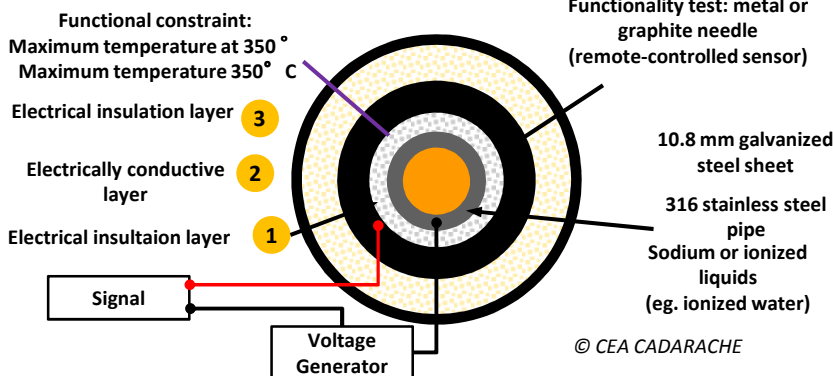 Functional constraint:
Maximum temperature at 350 °
Maximum temperature 350° C
Electrical insulation layer 3
Electrically conductive 2
layer
Electrical insultaion layer 1
Signal
Voltage
Generator
Functionality test: metal or
graphite needle
(remote-controlled sensor)
10.8 mm galvanized
steel sheet
316 stainless steel
pipe
Sodium or ionized
liquids
(eg. ionized water)
© CEA CADARACHE